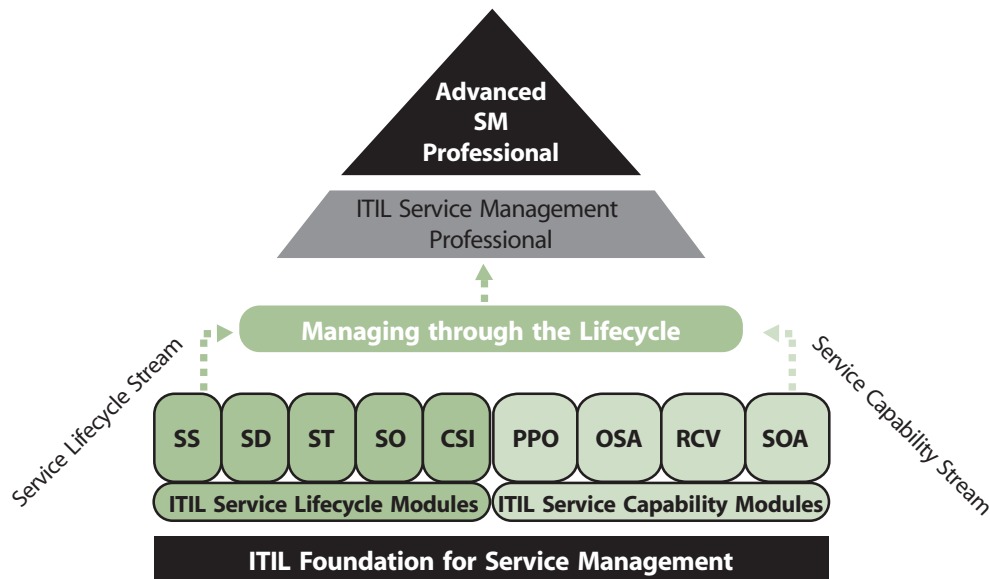 Advanced
SM
Professional
ITIL Service Management
Professional
Managing through the Lifecycle
Service Lifecycle Stream
Service Capability Stream
SS SD ST SO CSI PPO OSA RCV SOA
ITIL Service Lifecycle Modules ITIL Service Capability Modules
ITIL Foundation for Service Management